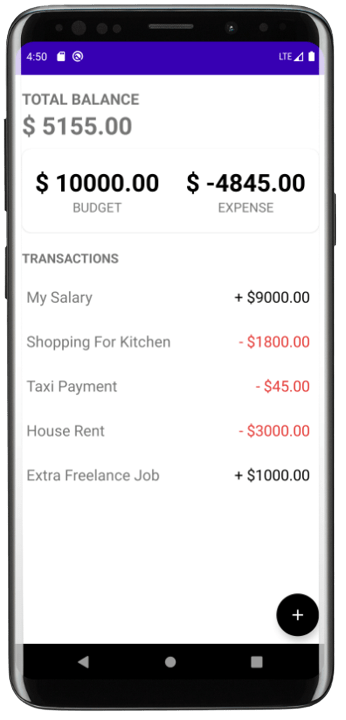 4:50 LTE
TOTAL BALANCE
$ 5155.00
$ 10000.00 $ -4845.00
BUDGET EXPENSE
TRANSACTIONS
My Salary + $9000.00
Shopping For Kitchen - $1800.00
Taxi Payment - $45.00
House Rent - $3000.00
Extra Freelance Job + $1000.00
+